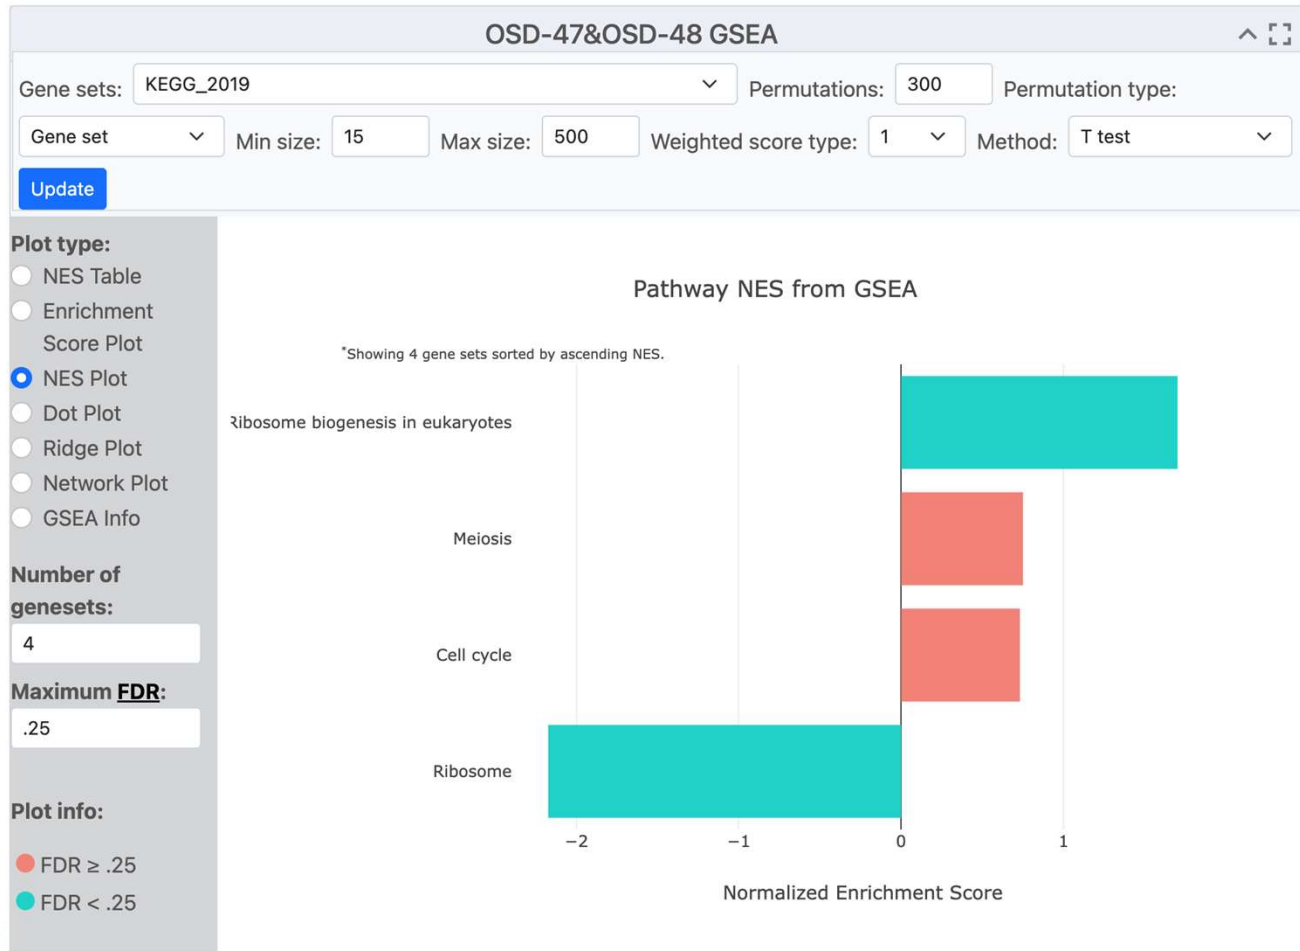 OSD-47&OSD-48 GSEA
Gene sets: KEGG_2019 Permutations: 300 Permutation type:
Gene set Min size: 15 Max size: 500 Weighted score type: 1 Method: T test
Update
Plot type:
NES Table
Enrichment
Score Plot
NES Plot
Dot Plot
Ridge Plot
Network Plot
GSEA Info
Number of
genesets:
4
Maximum FDR:
.25
Plot info:
FDR ≥ .25
FDR < .25
Pathway NES from GSEA
*Showing 4 gene sets sorted by ascending NES.
Ribosome biogenesis in eukaryotes
Meiosis
Cell cycle
Ribosome
−2 −1 0 1
Normalized Enrichment Score